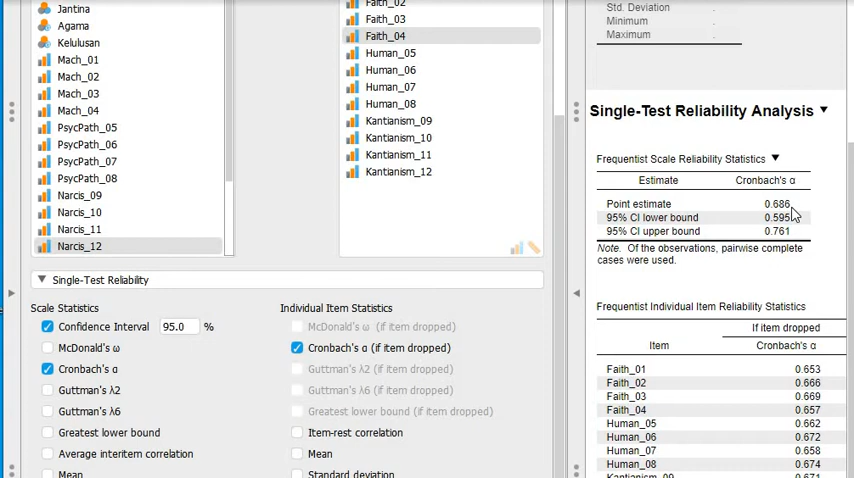 Jantina
Agama
Kelulusan
Mach_01
Mach_02
Mach_03
Mach_04
PsycPath_05
PsycPath_06
PsycPath_07
PsycPath_08
Narcis_09
Narcis_10
Narcis_11
Narcis_12
Faith_02
Faith_03
Faith_04
Human_05
Human_06
Human_07
Human_08
Kantianism_09
Kantianism_10
Kantianism_11
Kantianism_12
Single-Test Reliability
Scale Statistics
Confidence Interval 95.0 %
McDonald's ω
Cronbach's α
Guttman's λ2
Guttman's λ6
Greatest lower bound
Average interitem correlation
Mean
Individual Item Statistics
McDonald's ω (if item dropped)
Cronbach's α (if item dropped)
Guttman's λ2 (if item dropped)
Guttman's λ6 (if item dropped)
Greatest lower bound (if item dropped)
Item-rest correlation
Mean
Standard deviation
Std. Deviation .
Minimum .
Maximum .
Single-Test Reliability Analysis
Frequentist Scale Reliability Statistics
Estimate Cronbach's α
Point estimate 0.686
95% CI lower bound 0.595
95% CI upper bound 0.761
Note. Of the observations, pairwise complete
cases were used.
Frequentist Individual Item Reliability Statistics
If item dropped
Item Cronbach's α
Faith_01 0.653
Faith_02 0.666
Faith_03 0.669
Faith_04 0.657
Human_05 0.662
Human_06 0.672
Human_07 0.658
Human_08 0.674
Kantianism_09 0.671